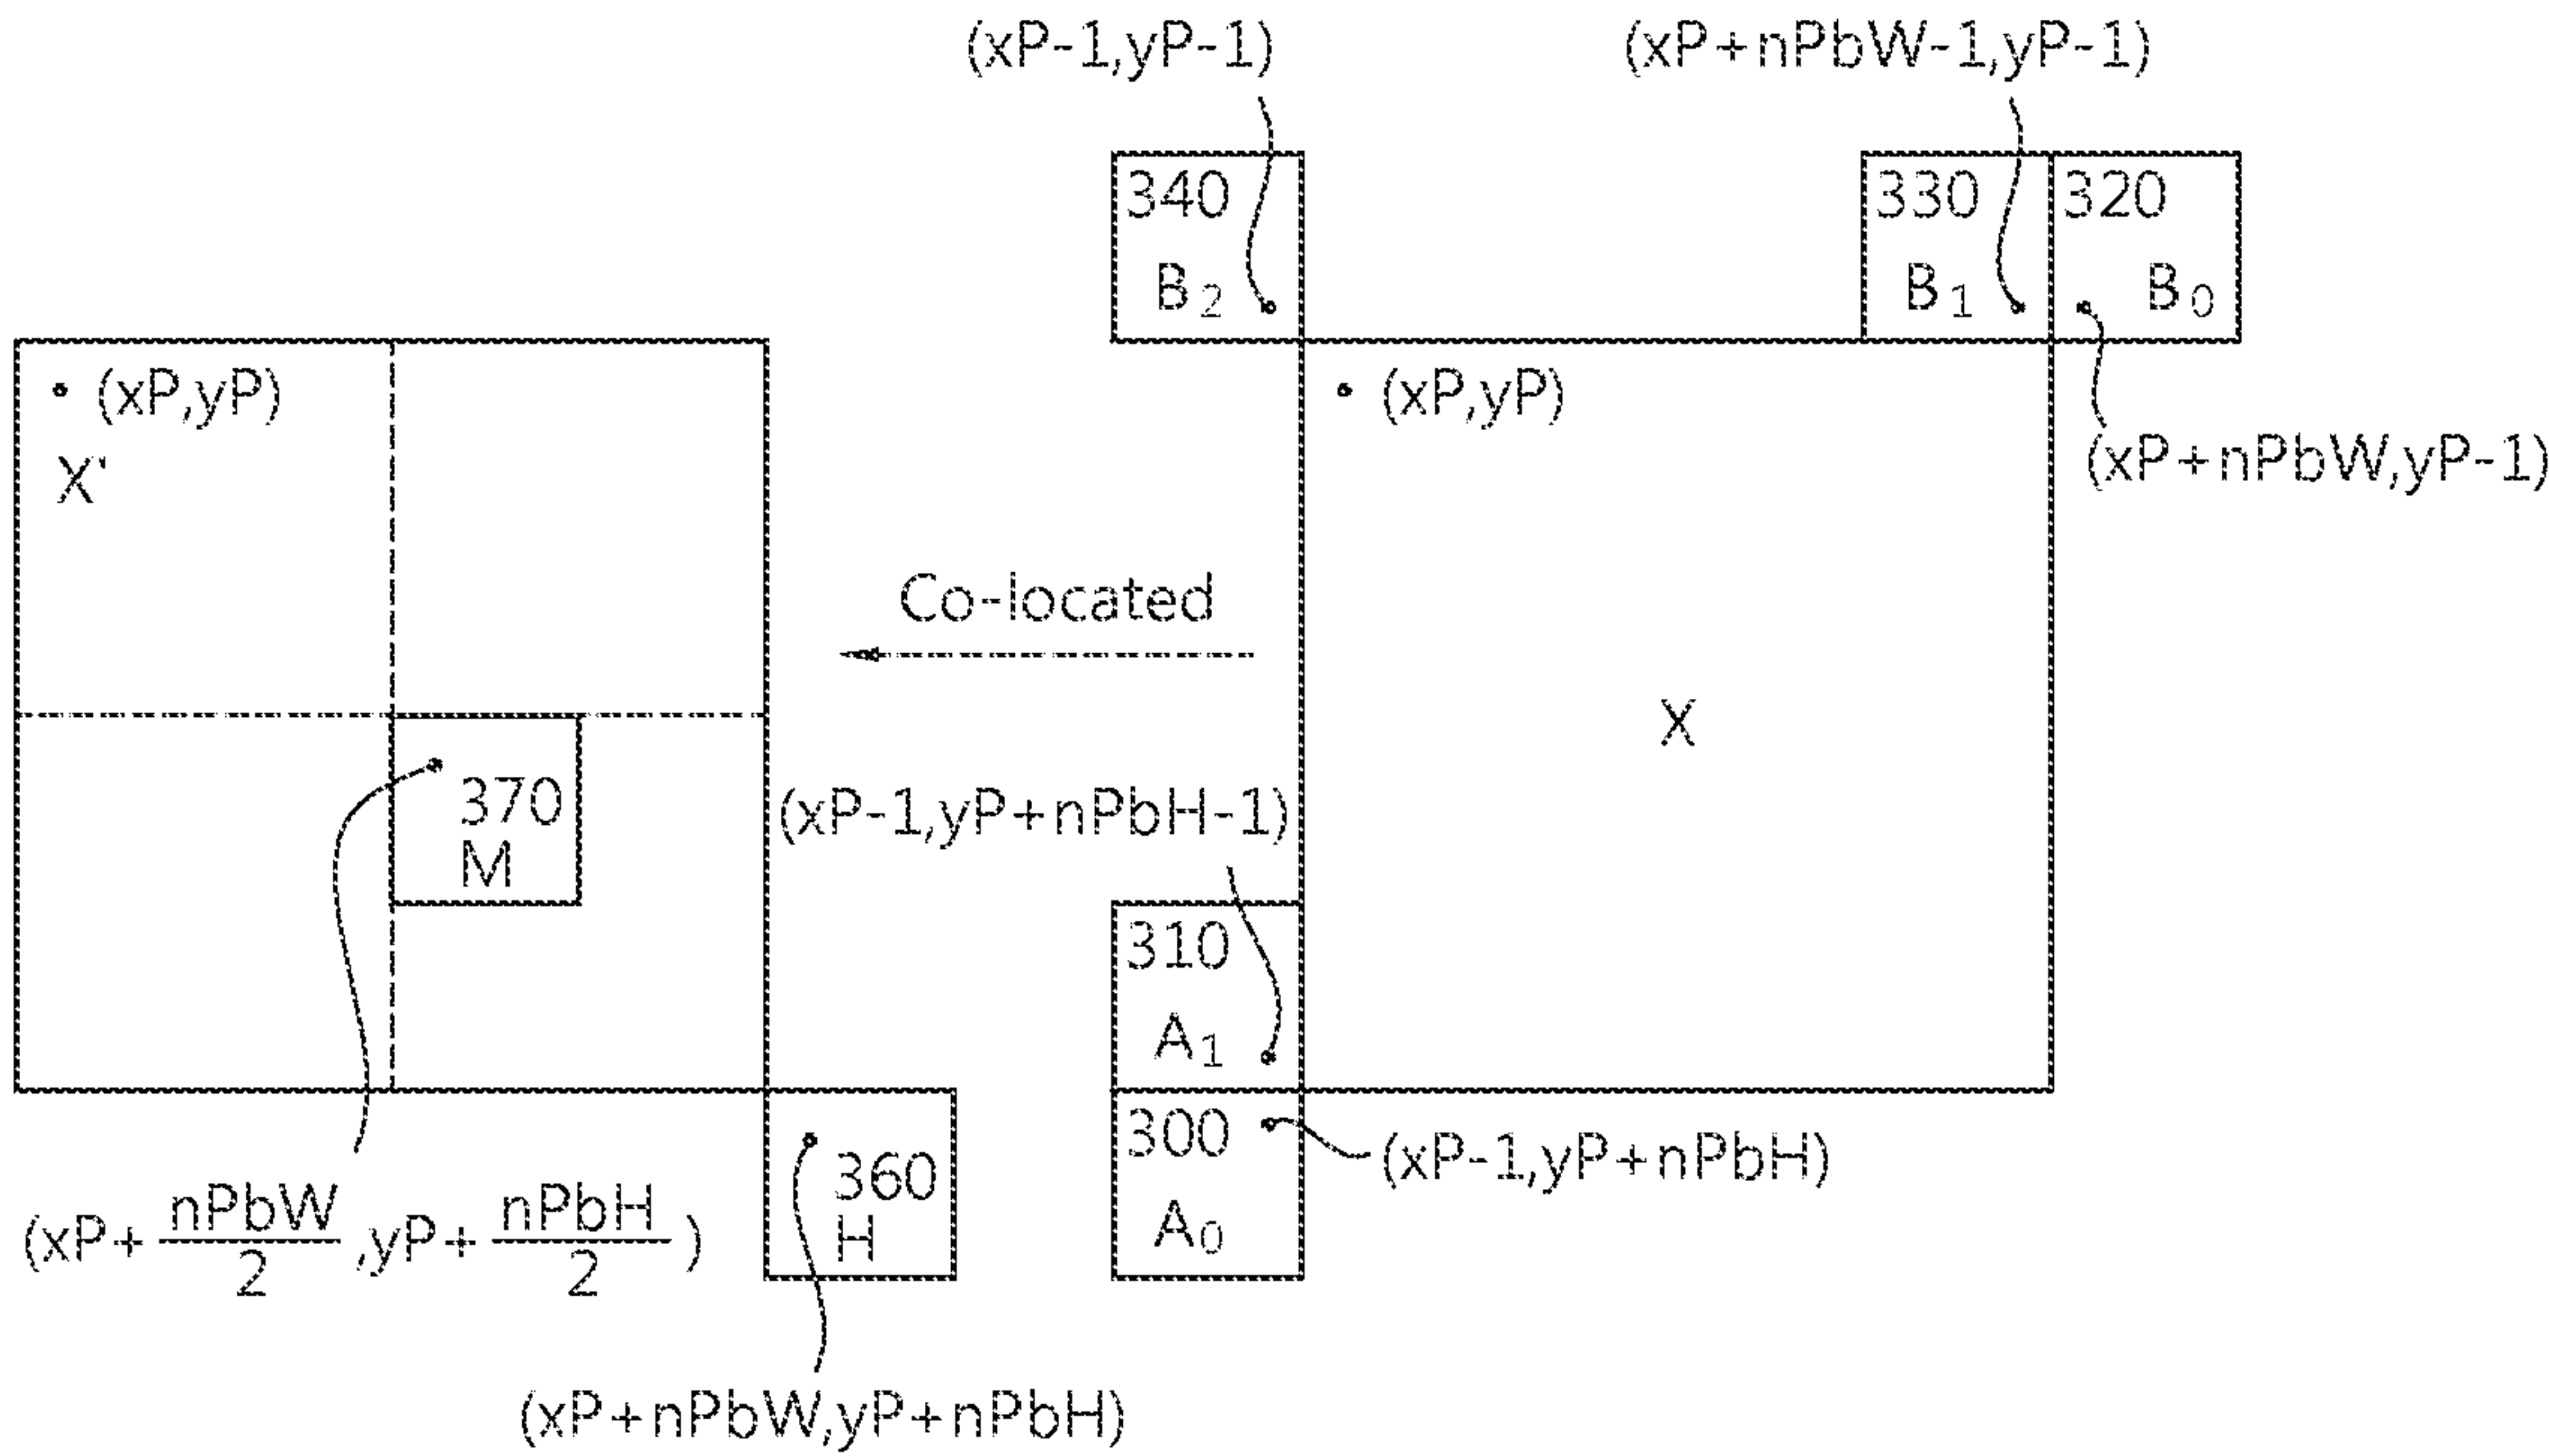 (xP-1,yP-1)
(xP+nPbW-1,yP-1)
340
B2
330
B1
320
B0
(xP,yP)
X'
(xP,yP)
(xP+nPbW,yP-1)
Co-located
X
370
M
(xP-1,yP+nPbH-1)
310
A1
300
A0
(xP-1,yP+nPbH)
360
H
(xP+nPbW/2,yP+nPbH/2)
(xP+nPbW,yP+nPbH)